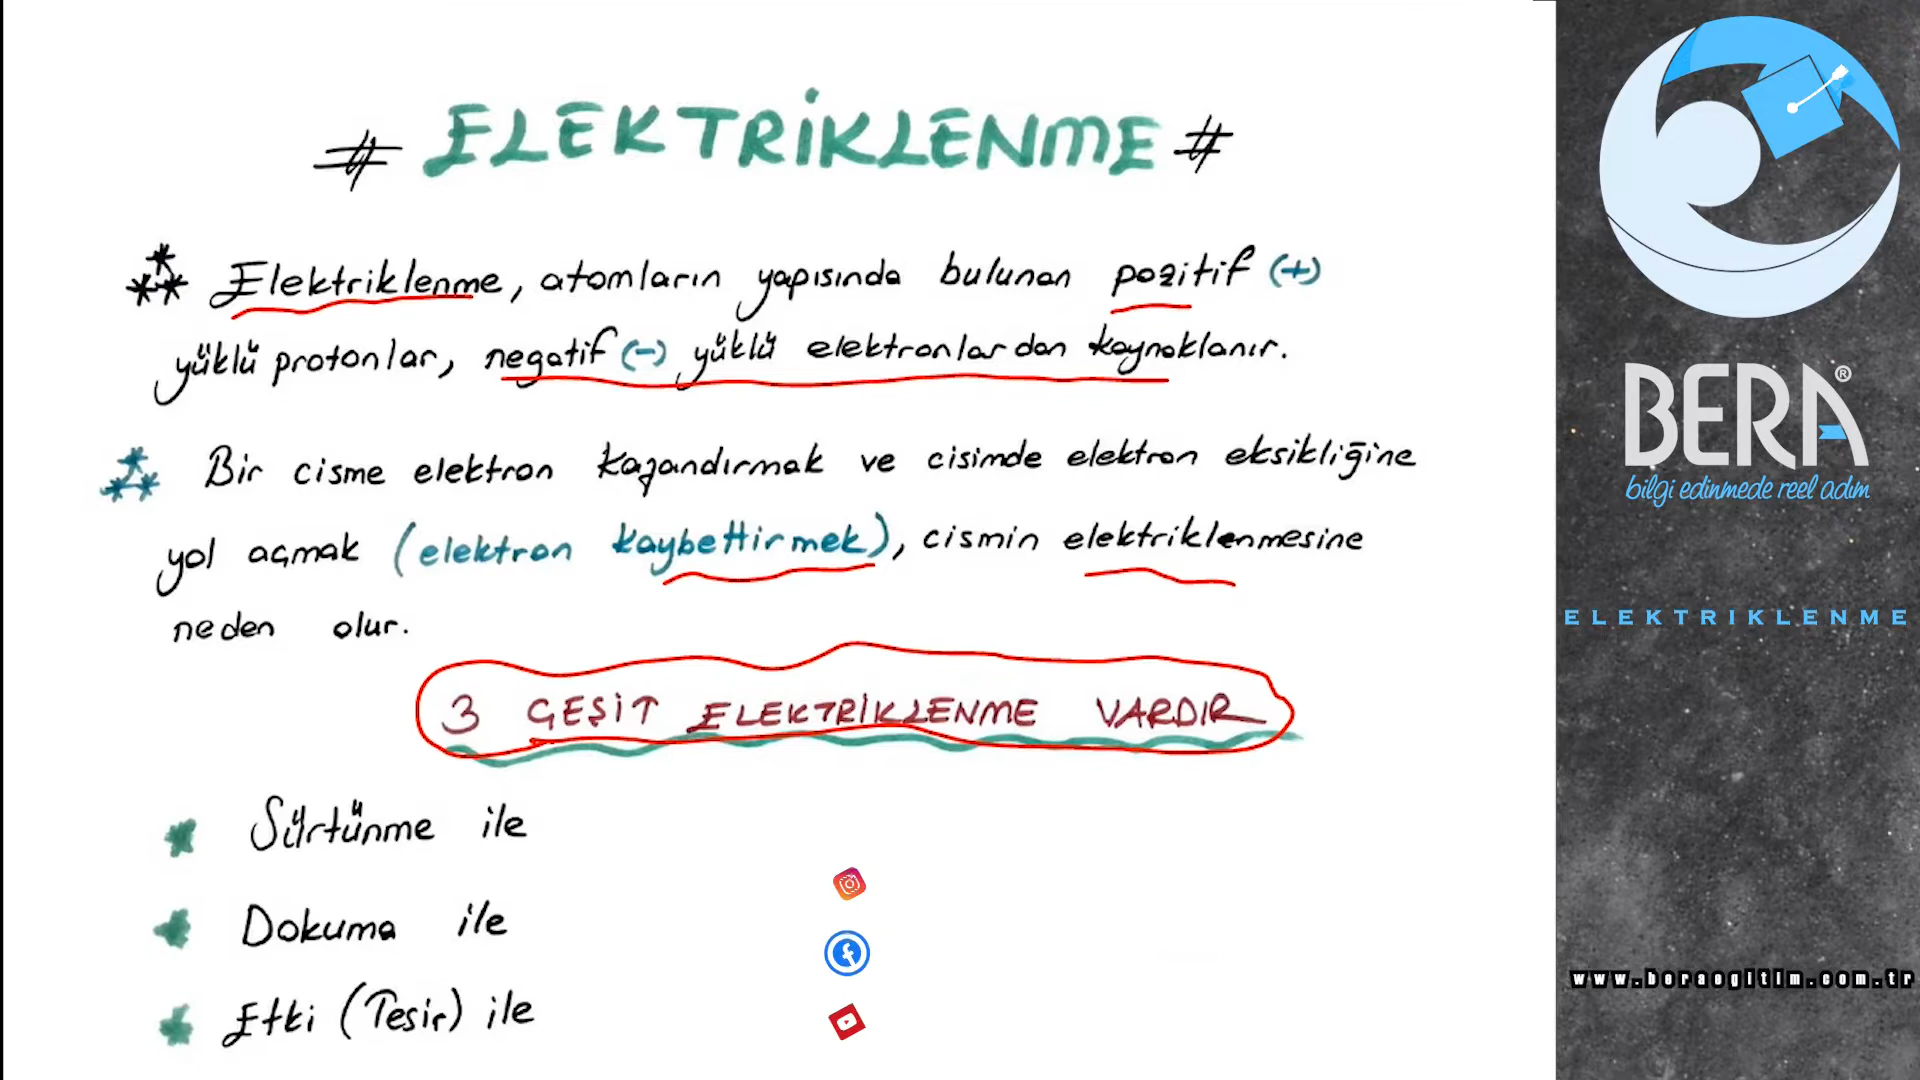 # ELEKTRİKLENME #
Elektriklenme, atomların yapısında bulunan pozitif (+)
yüklü protonlar, negatif (-) yüklü elektronlardan kaynaklanır.
Bir cisme elektron kazandırmak ve cisimde elektron eksikliğine
yol açmak (elektron kaybettirmek), cismin elektriklenmesine
neden olur.
3 ÇEŞİT ELEKTRİKLENME VARDIR
Sürtünme ile
Dokuma ile
Etki (Tesir) ile
BERA®
bilgi edinmede reel adım
ELEKTRIKLENME
www.beraegitim.com.tr